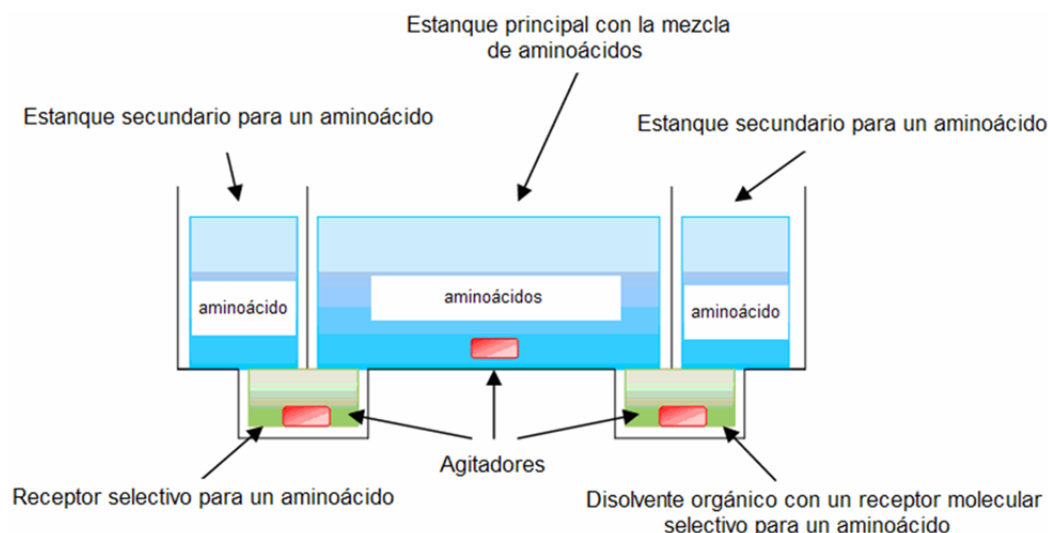 Estanque principal con la mezcla
de aminoácidos
Estanque secundario para un aminoácido
Estanque secundario para un aminoácido
aminoácido
aminoácidos
aminoácido
Agitadores
Receptor selectivo para un aminoácido
Disolvente orgánico con un receptor molecular
selectivo para un aminoácido